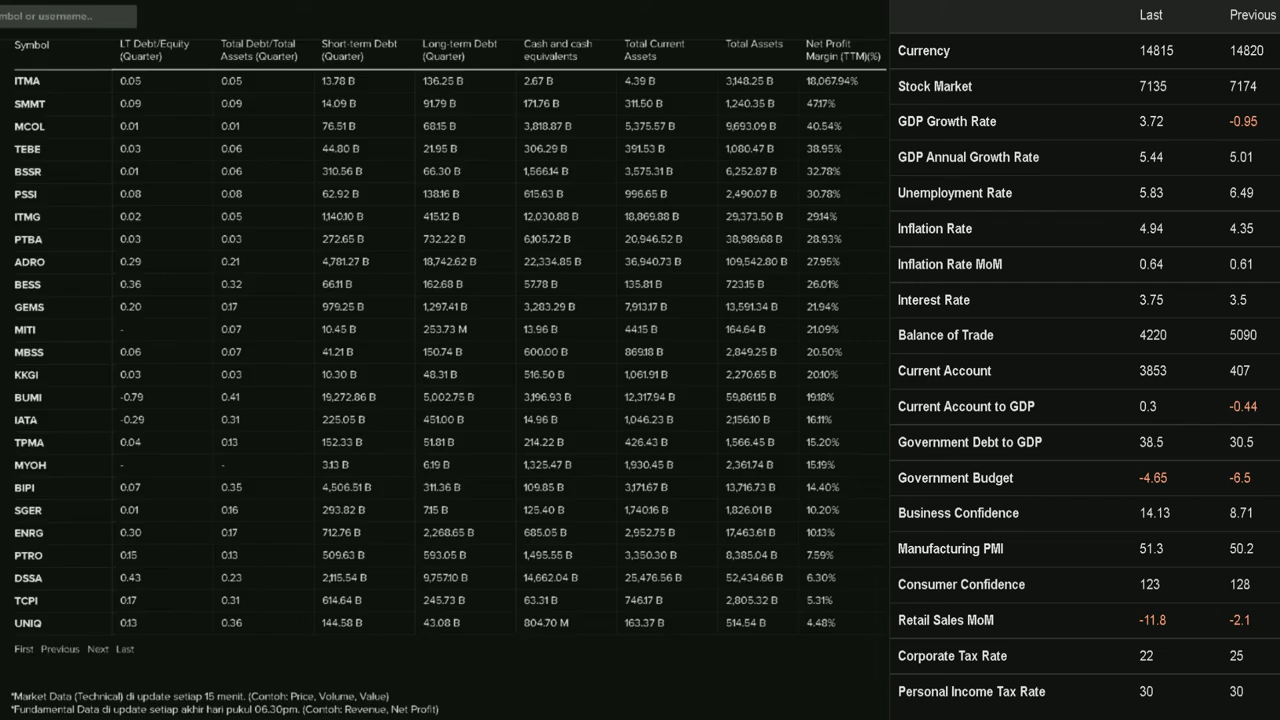 mbol or username..
Symbol LT Debt/Equity (Quarter) Total Debt/Total Assets (Quarter) Short-term Debt (Quarter) Long-term Debt (Quarter) Cash and cash equivalents Total Current Assets Total Assets Net Profit Margin (TTM)(%)
ITMA 0.05 0.05 13.78 B 136.25 B 2.67 B 4.39 B 3,148.25 B 18,067.94%
SMMT 0.09 0.09 14.09 B 91.79 B 171.76 B 311.50 B 1,240.35 B 47.17%
MCOL 0.01 0.01 76.51 B 68.15 B 3,818.87 B 5,375.57 B 9,693.09 B 40.54%
TEBE 0.03 0.06 44.80 B 21.95 B 306.29 B 391.53 B 1,080.47 B 38.95%
BSSR 0.01 0.06 310.56 B 66.30 B 1,566.14 B 3,575.31 B 6,252.87 B 32.78%
PSSI 0.08 0.08 62.92 B 138.16 B 615.63 B 996.65 B 2,490.07 B 30.78%
ITMG 0.02 0.05 1,140.10 B 415.12 B 12,030.88 B 18,869.88 B 29,373.50 B 29.14%
PTBA 0.03 0.03 272.65 B 732.22 B 6,105.72 B 20,946.52 B 38,989.68 B 28.93%
ADRO 0.29 0.21 4,781.27 B 18,742.62 B 22,334.85 B 36,940.73 B 109,542.80 B 27.95%
BESS 0.36 0.32 66.11 B 162.68 B 57.78 B 135.81 B 723.15 B 26.01%
GEMS 0.20 0.17 979.25 B 1,297.41 B 3,283.29 B 7,913.17 B 13,591.34 B 21.94%
MITI - 0.07 10.45 B 253.73 M 13.96 B 44.15 B 164.64 B 21.09%
MBSS 0.06 0.07 41.21 B 150.74 B 600.00 B 869.18 B 2,849.25 B 20.50%
KKGI 0.03 0.03 10.30 B 48.31 B 516.50 B 1,061.91 B 2,270.65 B 20.10%
BUMI -0.79 0.41 19,272.86 B 5,002.75 B 3,196.93 B 12,317.94 B 59,861.15 B 19.18%
IATA -0.29 0.31 225.05 B 451.00 B 14.96 B 1,046.23 B 2,156.10 B 16.11%
TPMA 0.04 0.13 152.33 B 51.81 B 214.22 B 426.43 B 1,566.45 B 15.20%
MYOH - - 3.13 B 6.19 B 1,325.47 B 1,930.45 B 2,361.74 B 15.19%
BIPI 0.07 0.35 4,506.51 B 311.36 B 109.85 B 3,171.67 B 13,716.73 B 14.40%
SGER 0.01 0.16 293.82 B 7.15 B 125.40 B 1,740.16 B 1,826.01 B 10.20%
ENRG 0.30 0.17 712.76 B 2,268.65 B 685.05 B 2,952.75 B 17,463.61 B 10.13%
PTRO 0.15 0.13 509.63 B 593.05 B 1,495.55 B 3,350.30 B 8,385.04 B 7.59%
DSSA 0.43 0.23 2,115.54 B 9,757.10 B 14,662.04 B 25,476.56 B 52,434.66 B 6.30%
TCPI 0.17 0.31 614.64 B 245.73 B 63.31 B 746.17 B 2,805.32 B 5.31%
UNIQ 0.13 0.36 144.58 B 43.08 B 804.70 M 163.37 B 514.54 B 4.48%
First Previous Next Last
*Market Data (Technical) di update setiap 15 menit. (Contoh: Price, Volume, Value)
*Fundamental Data di update setiap akhir hari pukul 06.30pm. (Contoh: Revenue, Net Profit)
Last Previous
Currency 14815 14820
Stock Market 7135 7174
GDP Growth Rate 3.72 -0.95
GDP Annual Growth Rate 5.44 5.01
Unemployment Rate 5.83 6.49
Inflation Rate 4.94 4.35
Inflation Rate MoM 0.64 0.61
Interest Rate 3.75 3.5
Balance of Trade 4220 5090
Current Account 3853 407
Current Account to GDP 0.3 -0.44
Government Debt to GDP 38.5 30.5
Government Budget -4.65 -6.5
Business Confidence 14.13 8.71
Manufacturing PMI 51.3 50.2
Consumer Confidence 123 128
Retail Sales MoM -11.8 -2.1
Corporate Tax Rate 22 25
Personal Income Tax Rate 30 30